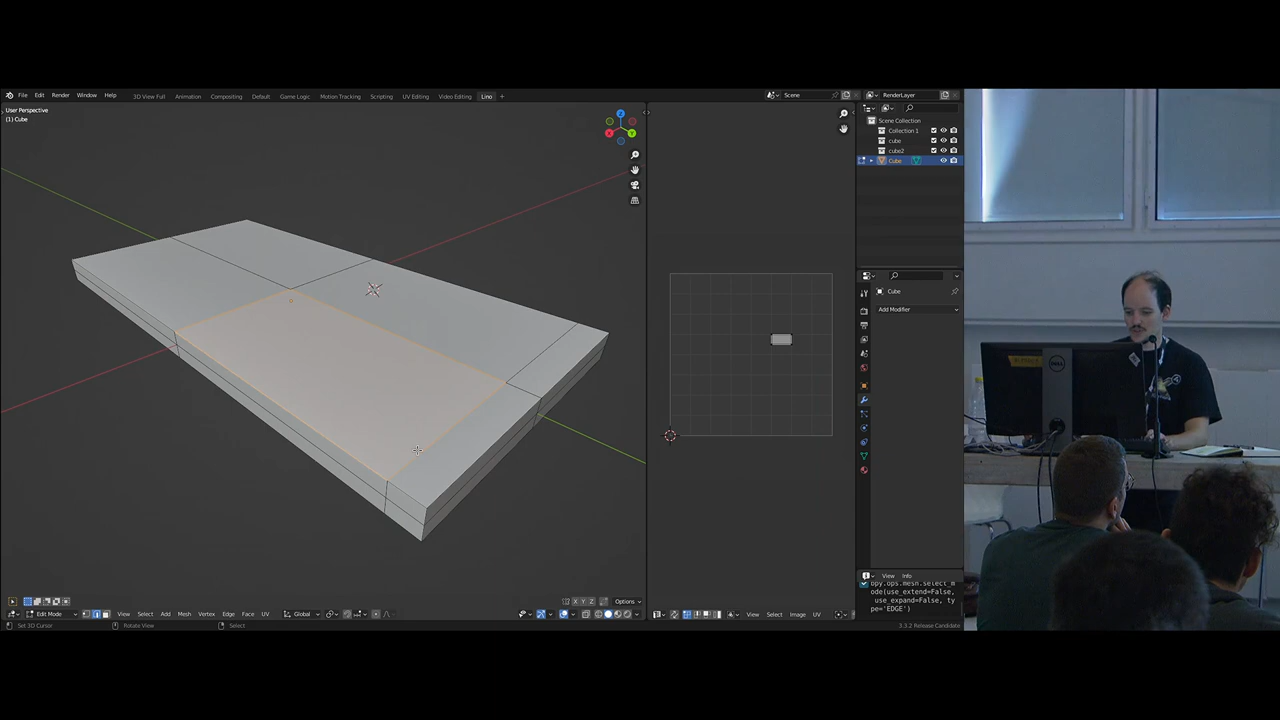 File Edit Render Window Help
3D View Full Animation Compositing Default Game Logic Motion Tracking Scripting UV Editing Video Editing Lino +
Scene
RenderLayer
User Perspective
(1) Cube
Z
X
Y
Scene Collection
Collection 1
cube
cube2
Cube
Cube
Add Modifier
View Info
bpy.ops.mesh.select_m
ode(use_extend=False,
use_expand=False, ty
pe='EDGE')
X Y Z
Options
Edit Mode
View Select Add Mesh Vertex Edge Face UV
Global
View Select Image UV
Set 3D Cursor
Rotate View
Select
3.3.2 Release Candidate
DELL